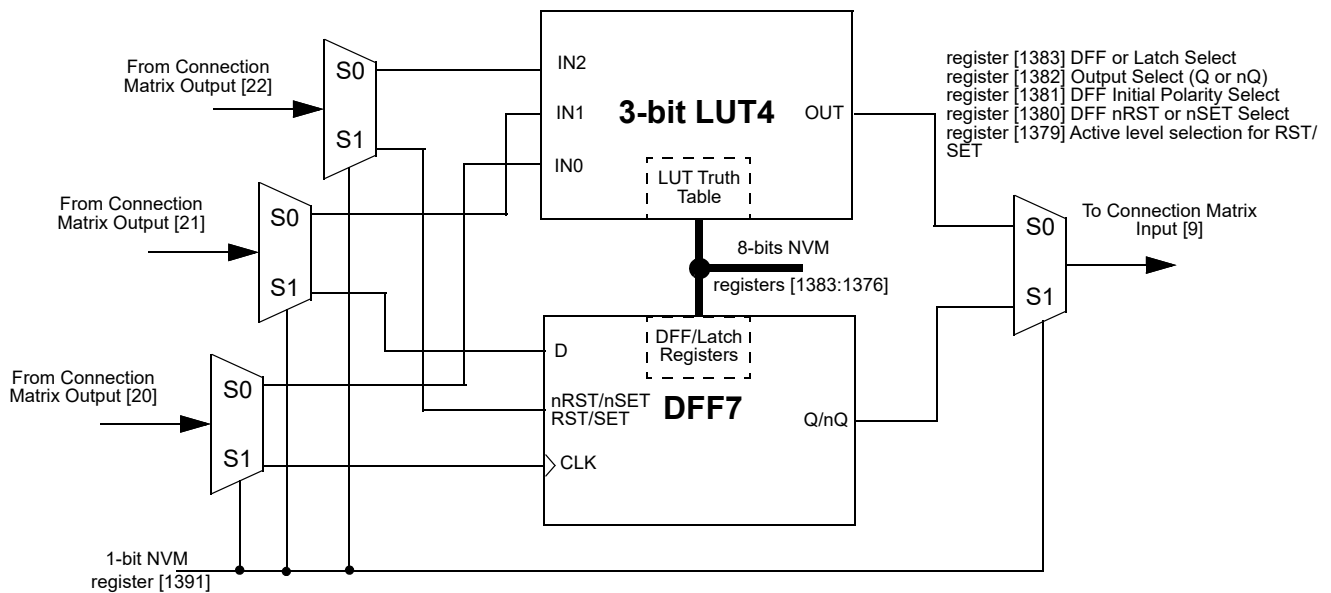 From Connection
Matrix Output [22]
S0
S1
From Connection
Matrix Output [21]
S0
S1
From Connection
Matrix Output [20]
S0
S1
1-bit NVM
register [1391]
IN2
IN1
IN0
3-bit LUT4
OUT
LUT Truth
Table
8-bits NVM
registers [1383:1376]
DFF/Latch
Registers
D
nRST/nSET
RST/SET
DFF7
Q/nQ
CLK
register [1383] DFF or Latch Select
register [1382] Output Select (Q or nQ)
register [1381] DFF Initial Polarity Select
register [1380] DFF nRST or nSET Select
register [1379] Active level selection for RST/
SET
S0
S1
To Connection Matrix
Input [9]